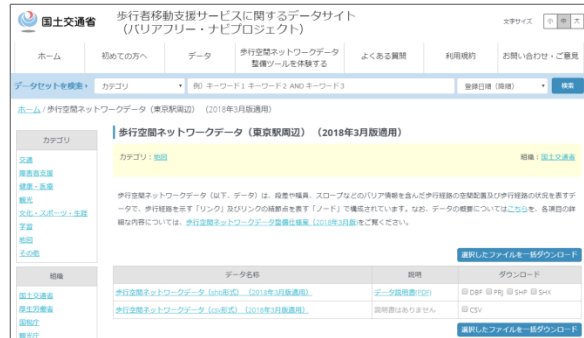 国土交通省
歩行者移動支援サービスに関するデータサイト
（バリアフリー・ナビプロジェクト）
文字サイズ 小 中 大
ホーム 初めての方へ データ 歩行空間ネットワークデータ 整備ツールを体験する よくある質問 利用規約 お問い合わせ・ご意見
データセットを検索 カテゴリ 例）キーワード1 キーワード2 AND キーワード3 登録日順（降順） 検索
ホーム / 歩行空間ネットワークデータ（東京駅周辺）（2018年3月版適用）
カテゴリ
交通
障害者支援
健康・医療
観光
文化・スポーツ・生涯
学習
地図
その他
組織
国土交通省
厚生労働省
国税庁
観光庁
歩行空間ネットワークデータ（東京駅周辺）（2018年3月版適用）
カテゴリ：地図 組織：国土交通省
歩行空間ネットワークデータ（以下、データ）は、段差や幅員、スロープなどのバリア情報を含んだ歩行経路の空間配置及び歩行経路の状況を表すデ
ータで、歩行経路を示す「リンク」及びリンクの結節点を表す「ノード」で構成されています。なお、データの概要についてはこちらを、各項目の詳
細な内容については、歩行空間ネットワークデータ整備仕様案（2018年3月版)をご覧ください。
選択したファイルを一括ダウンロード
データ名称 説明 ダウンロード
歩行空間ネットワークデータ（shp形式）（2018年3月版適用） データ説明書(PDF) DBF PRJ SHP SHX
歩行空間ネットワークデータ（csv形式）（2018年3月版適用） 説明書はありません CSV
選択したファイルを一括ダウンロード